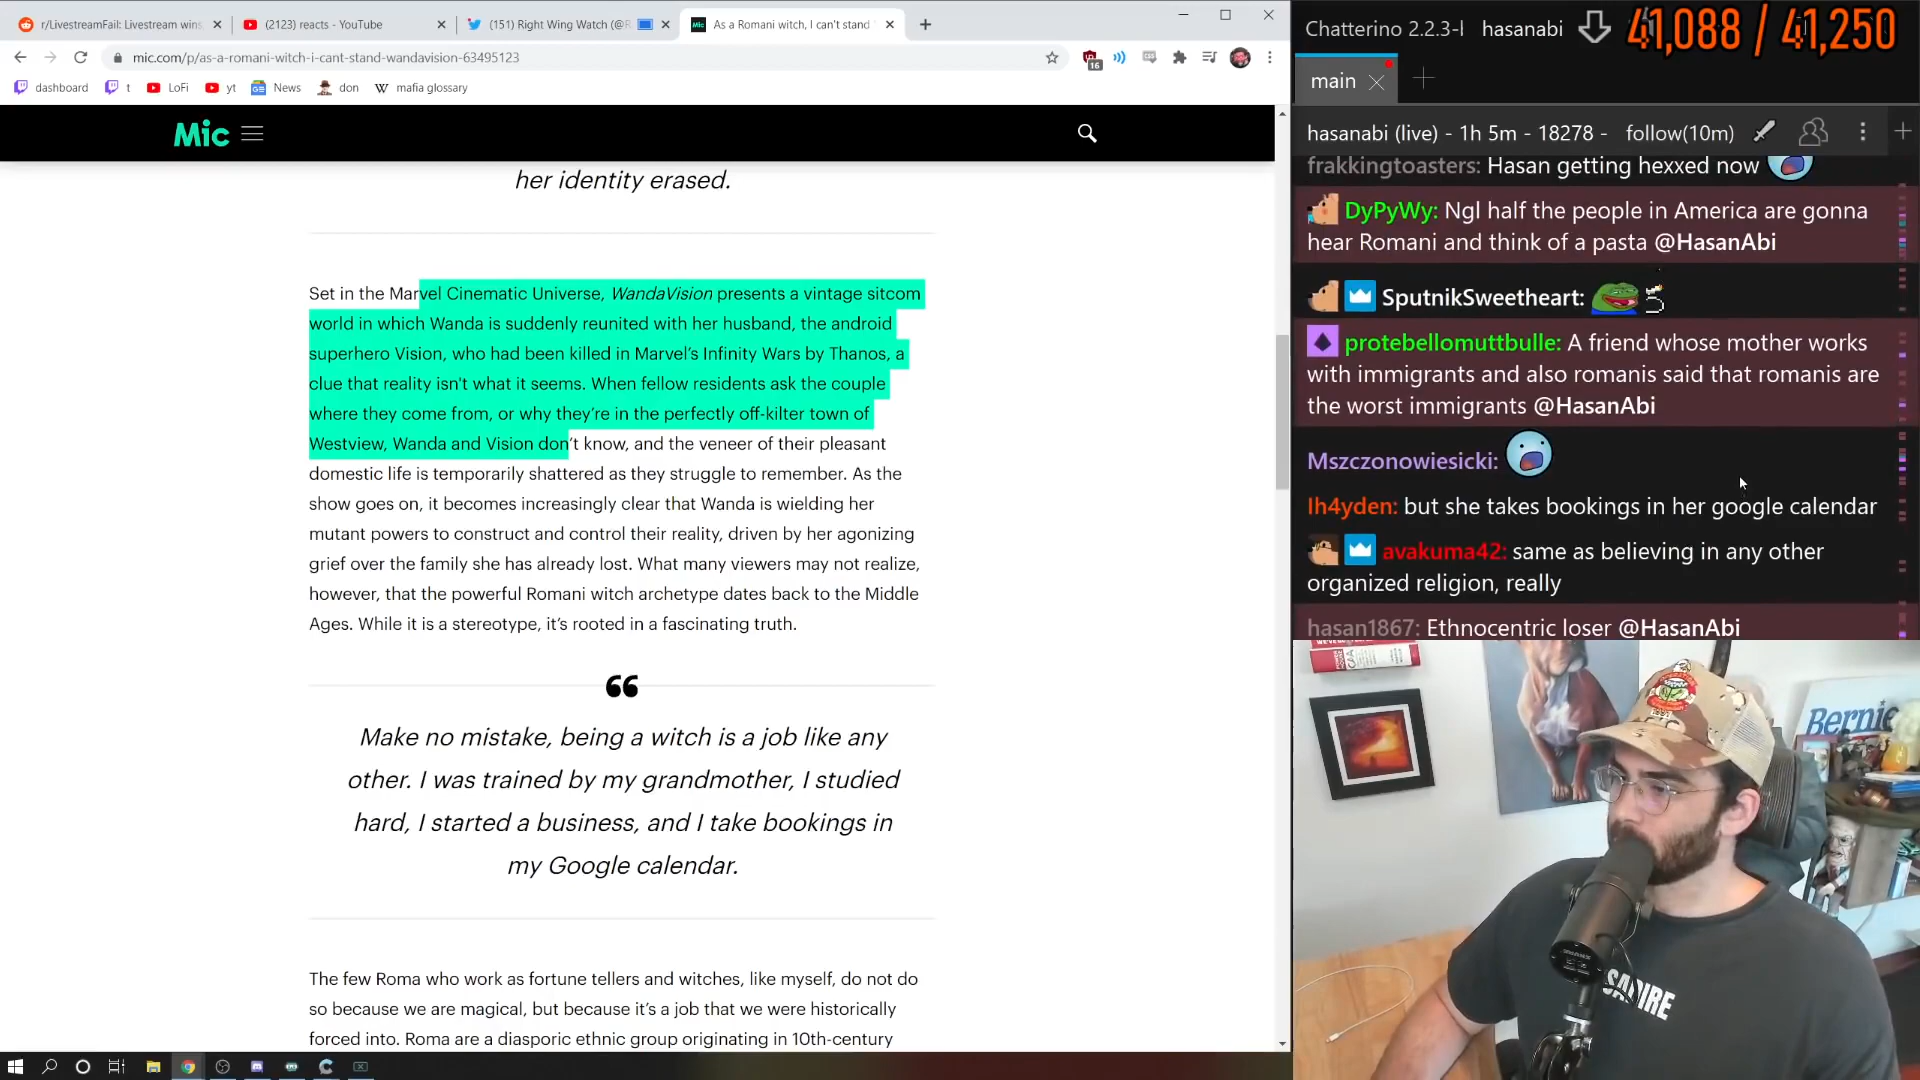 r/LivestreamFail: Livestream wins
(2123) reacts - YouTube
(151) Right Wing Watch (@R
As a Romani witch, I can't stand
mic.com/p/as-a-romani-witch-i-cant-stand-wandavision-63495123
16
dashboard
t
LoFi
yt
News
don
W mafia glossary
Mic
her identity erased.
Set in the Marvel Cinematic Universe, WandaVision presents a vintage sitcom
world in which Wanda is suddenly reunited with her husband, the android
superhero Vision, who had been killed in Marvel's Infinity Wars by Thanos, a
clue that reality isn't what it seems. When fellow residents ask the couple
where they come from, or why they're in the perfectly off-kilter town of
Westview, Wanda and Vision don't know, and the veneer of their pleasant
domestic life is temporarily shattered as they struggle to remember. As the
show goes on, it becomes increasingly clear that Wanda is wielding her
mutant powers to construct and control their reality, driven by her agonizing
grief over the family she has already lost. What many viewers may not realize,
however, that the powerful Romani witch archetype dates back to the Middle
Ages. While it is a stereotype, it's rooted in a fascinating truth.
“
Make no mistake, being a witch is a job like any
other. I was trained by my grandmother, I studied
hard, I started a business, and I take bookings in
my Google calendar.
The few Roma who work as fortune tellers and witches, like myself, do not do
so because we are magical, but because it's a job that we were historically
forced into. Roma are a diasporic ethnic group originating in 10th-century
Chatterino 2.2.3-l
hasanabi
41,088 / 41,250
main
hasanabi (live) - 1h 5m - 18278 - follow(10m)
frakkingtoasters: Hasan getting hexxed now
DyPyWy: Ngl half the people in America are gonna
hear Romani and think of a pasta @HasanAbi
SputnikSweetheart:
protebellomuttbulle: A friend whose mother works
with immigrants and also romanis said that romanis are
the worst immigrants @HasanAbi
Mszczonowiesicki:
lh4yden: but she takes bookings in her google calendar
avakuma42: same as believing in any other
organized religion, really
hasan1867: Ethnocentric loser @HasanAbi
Bernie